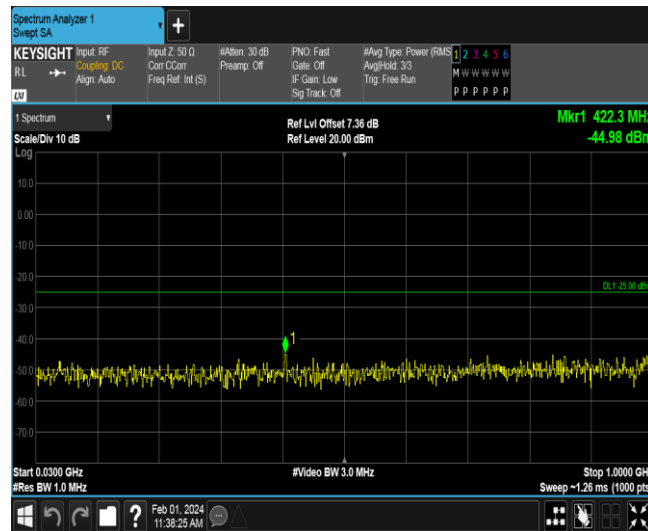 Spectrum Analyzer 1
Swept SA
+
KEYSIGHT
RL
LXI
Input: RF
Coupling: DC
Align: Auto
Input Z: 50 Ω
Corr CCorr
Freq Ref: Int (S)
#Atten: 30 dB
Preamp: Off
PNO: Fast
Gate: Off
IF Gain: Low
Sig Track: Off
#Avg Type: Power (RMS
Avg|Hold: 3/3
Trig: Free Run
1 2 3 4 5 6
M W W W W W
P P P P P P
1 Spectrum
Scale/Div 10 dB
Log
Ref Lvl Offset 7.36 dB
Ref Level 20.00 dBm
Mkr1 422.3 MHz
-44.98 dBm
10.0
0.00
-10.0
-20.0
DL1 -25.00 dBm
-30.0
1
-40.0
-50.0
-60.0
-70.0
Start 0.0300 GHz
#Res BW 1.0 MHz
#Video BW 3.0 MHz
Stop 1.0000 GH
Sweep ~1.26 ms (1000 pts
?
Feb 01, 2024
11:38:25 AM